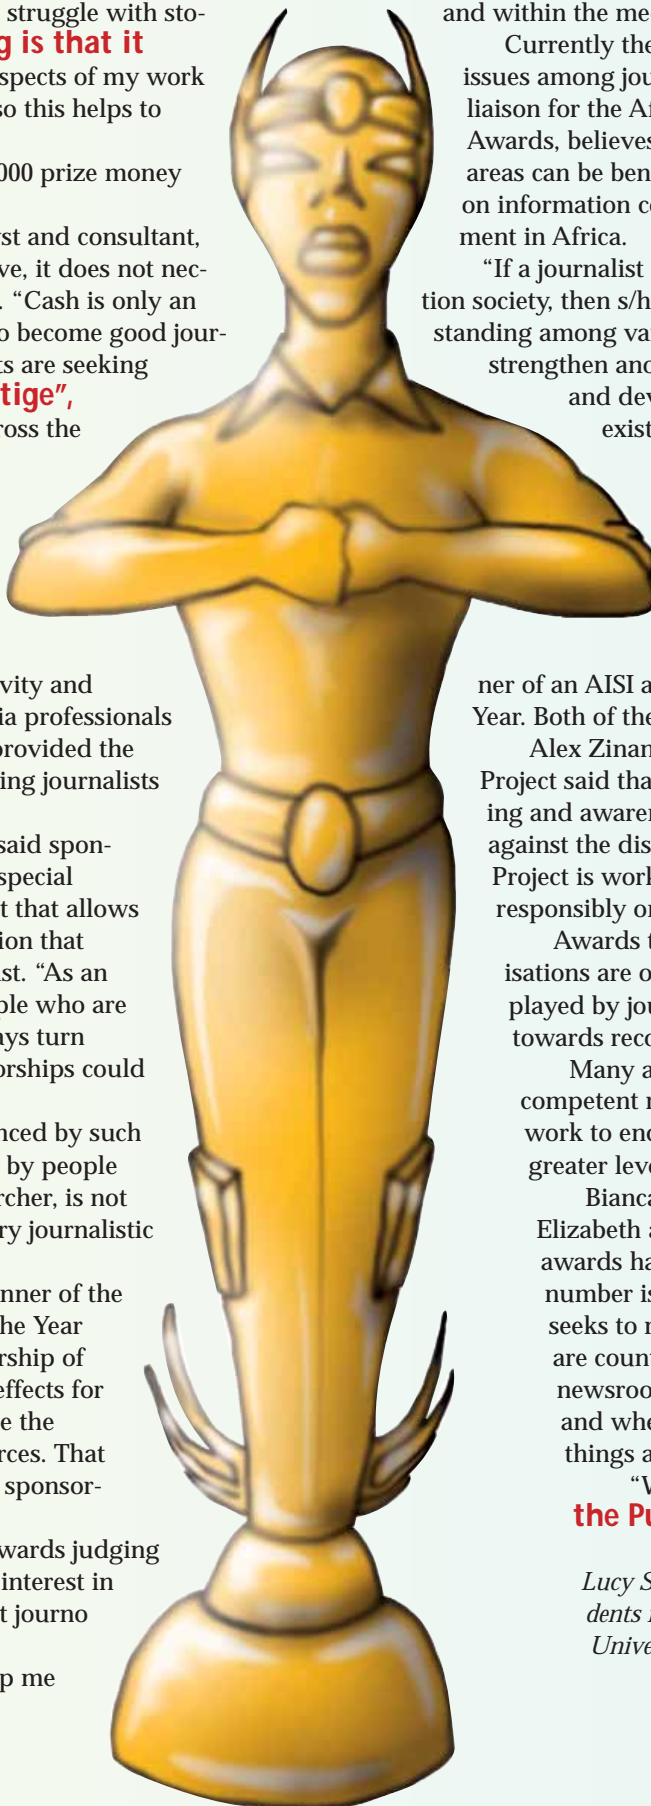 struggle with sto-
g is that it
spects of my work
so this helps to
000 prize money
yst and consultant,
ve, it does not nec-
. “Cash is only an
o become good jour-
ts are seeking
tige”,
ross the
vity and
ia professionals
provided the
ing journalists
said spon-
special
t that allows
ion that
st. “As an
ple who are
ays turn
orships could
nced by such
by people
rcher, is not
ry journalistic
nner of the
he Year
rship of
effects for
e the
rces. That
sponsor-
wards judging
interest in
t journo
p me
and within the me
Currently the
issues among jou
liaison for the Af
Awards, believes
areas can be ben
on information co
ment in Africa.
“If a journalist
tion society, then s/h
standing among var
strengthen and
and dev
exist
ner of an AISI a
Year. Both of the
Alex Zinan
Project said tha
ing and awaren
against the dis
Project is work
responsibly on
Awards t
isations are o
played by jou
towards reco
Many a
competent n
work to enc
greater leve
Bianca
Elizabeth a
awards ha
number is
seeks to r
are count
newsroo
and whe
things a
“V
the Pu
Lucy S
dents i
Unive